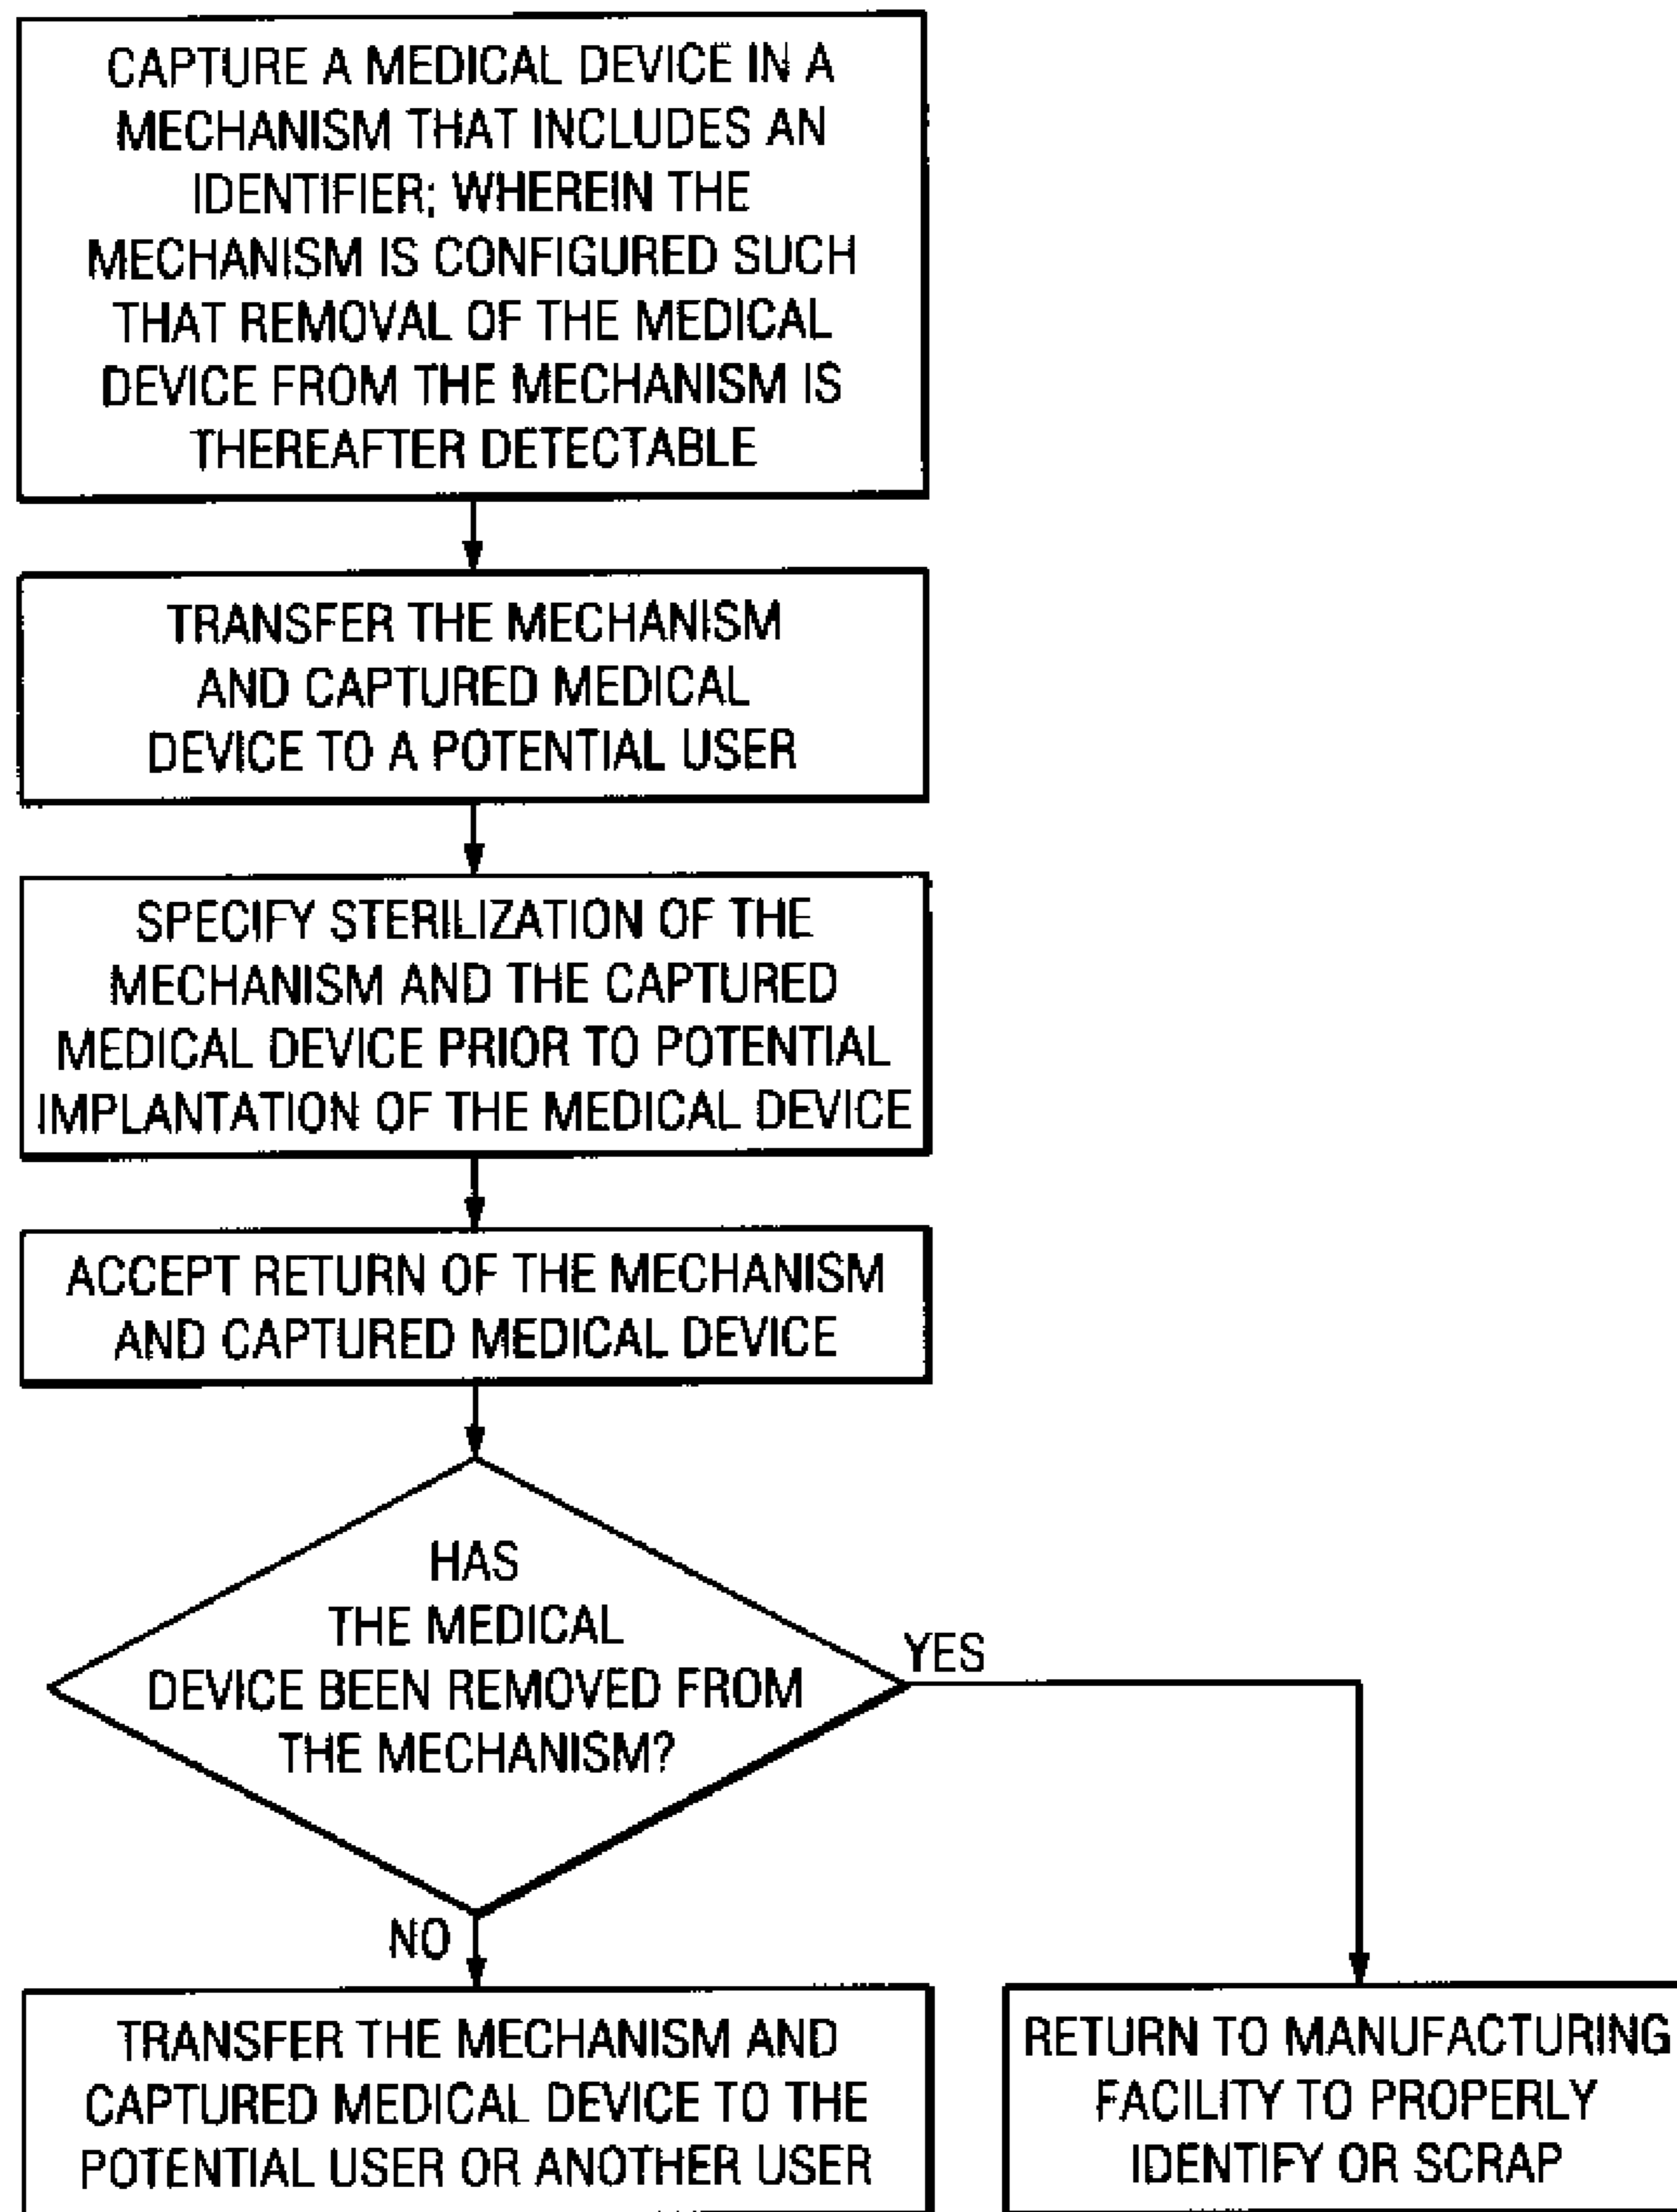 CAPTURE A MEDICAL DEVICE IN A
MECHANISM THAT INCLUDES AN
IDENTIFIER; WHEREIN THE
MECHANISM IS CONFIGURED SUCH
THAT REMOVAL OF THE MEDICAL
DEVICE FROM THE MECHANISM IS
THEREAFTER DETECTABLE
TRANSFER THE MECHANISM
AND CAPTURED MEDICAL
DEVICE TO A POTENTIAL USER
SPECIFY STERILIZATION OF THE
MECHANISM AND THE CAPTURED
MEDICAL DEVICE PRIOR TO POTENTIAL
IMPLANTATION OF THE MEDICAL DEVICE
ACCEPT RETURN OF THE MECHANISM
AND CAPTURED MEDICAL DEVICE
HAS
THE MEDICAL
DEVICE BEEN REMOVED FROM
THE MECHANISM?
YES
NO
TRANSFER THE MECHANISM AND
CAPTURED MEDICAL DEVICE TO THE
POTENTIAL USER OR ANOTHER USER
RETURN TO MANUFACTURING
FACILITY TO PROPERLY
IDENTIFY OR SCRAP